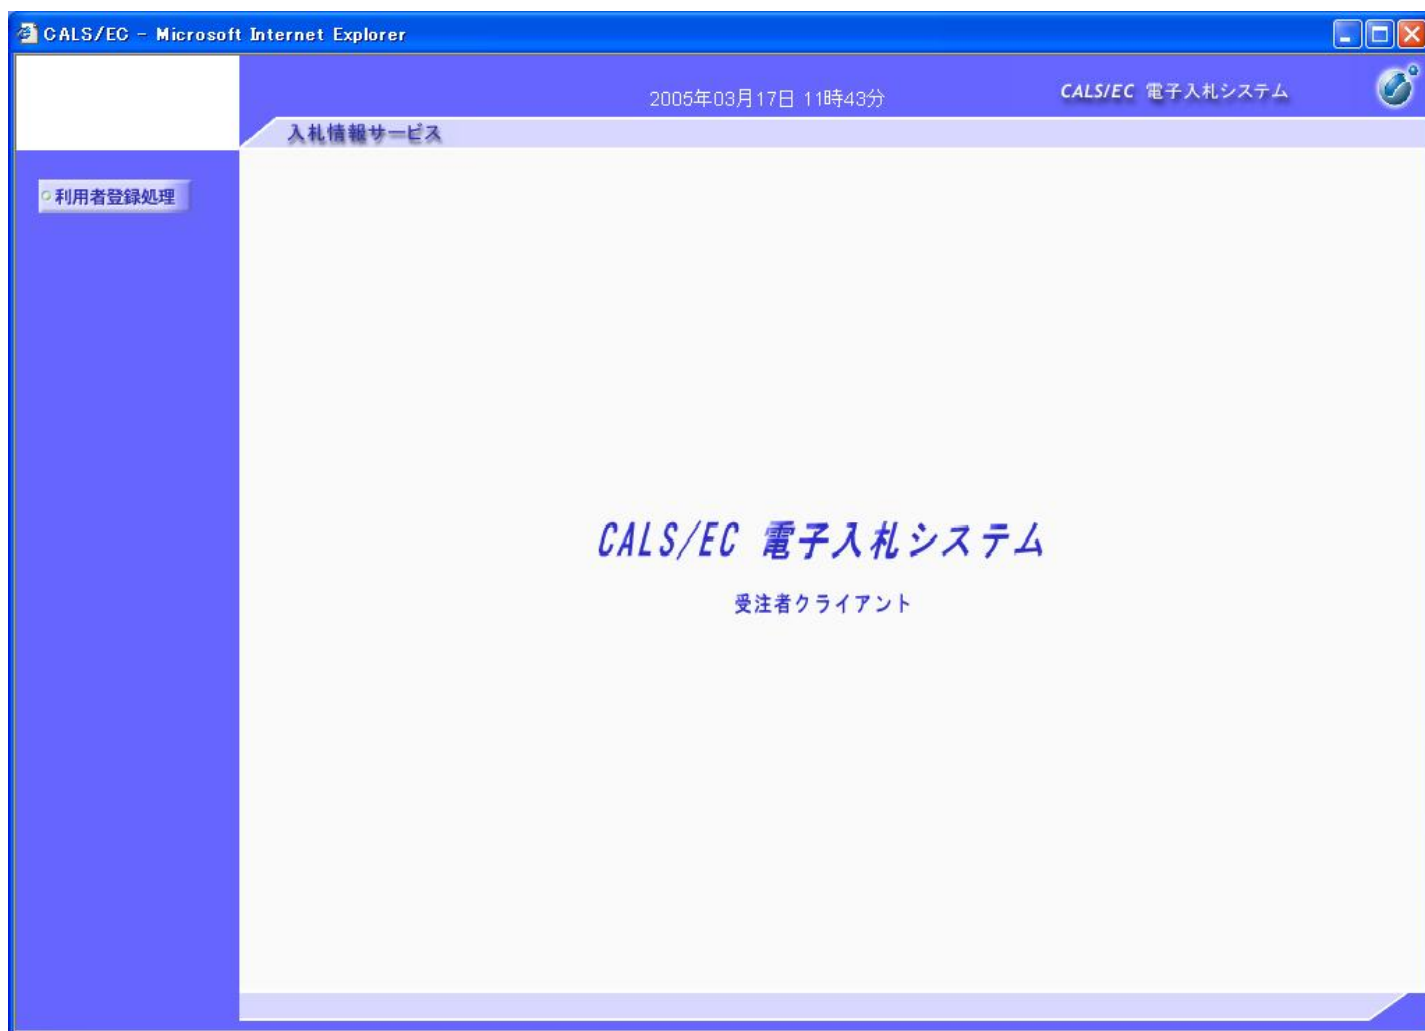 CALS/EC - Microsoft Internet Explorer
2005年03月17日 11時43分
CALS/EC 電子入札システム
入札情報サービス
利用者登録処理
CALS/EC 電子入札システム
受注者クライアント